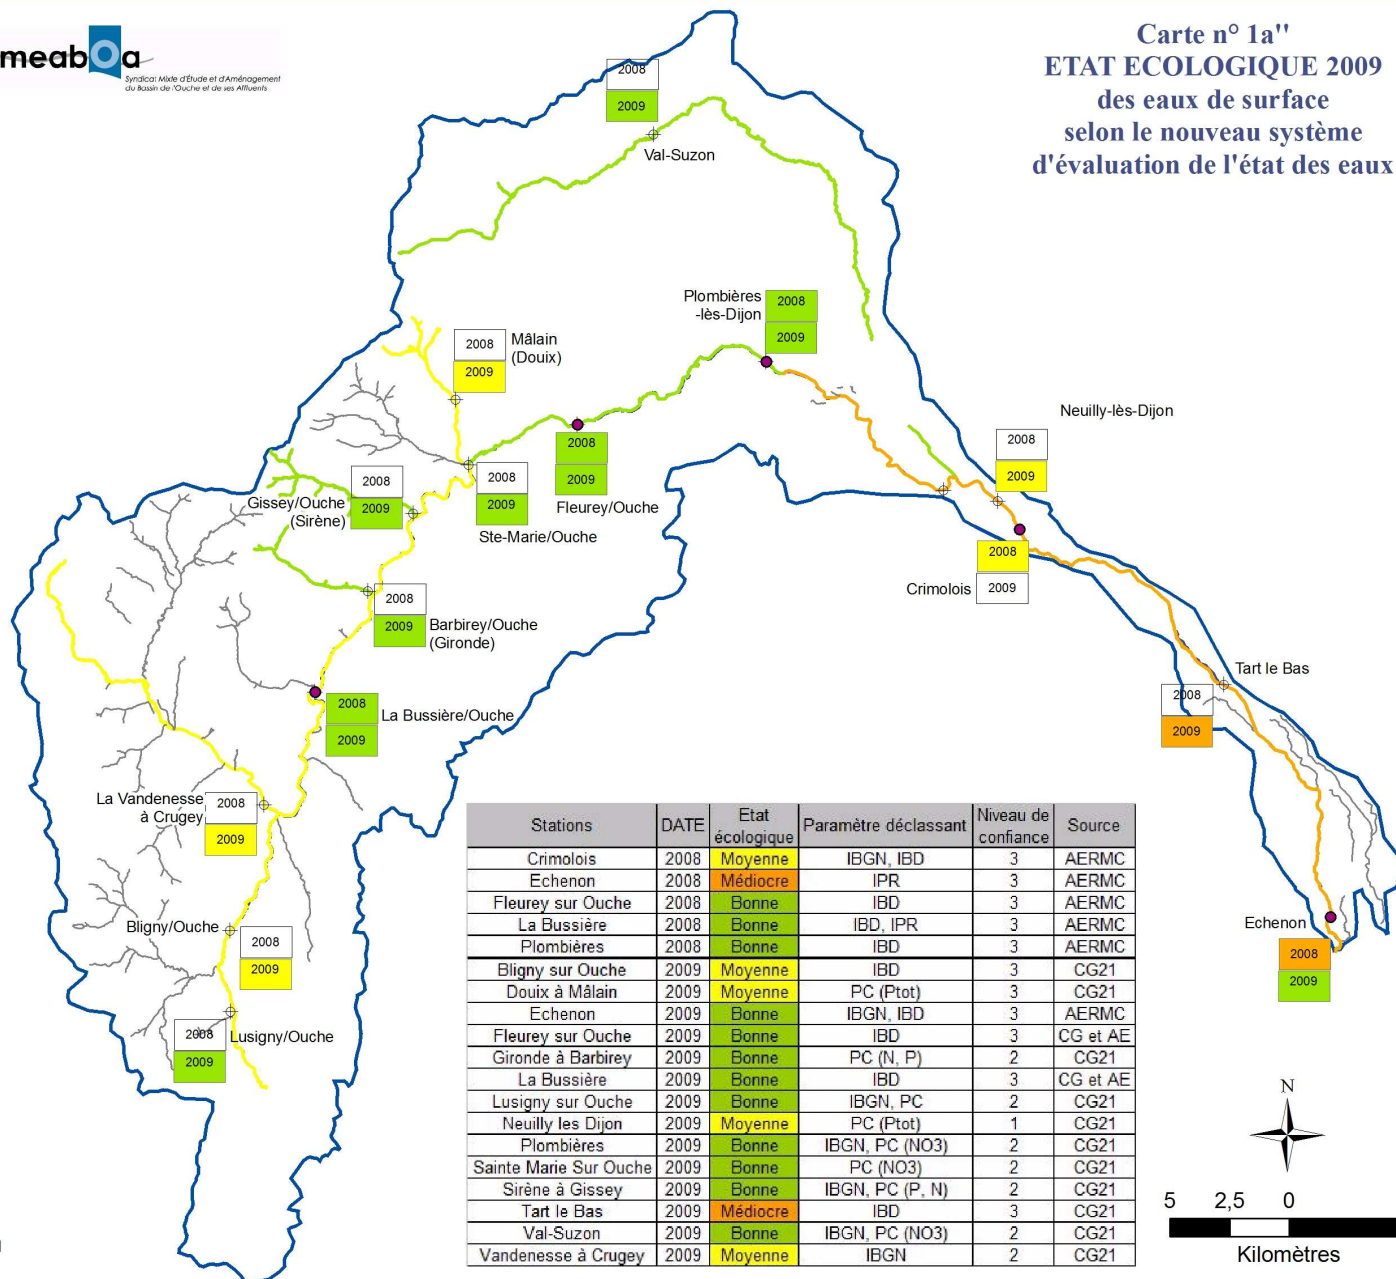 meaboa
Syndicat Mixte d'Étude et d'Aménagement
du Bassin de l'Ouche et de ses Affluents
Carte n° 1a''
ETAT ECOLOGIQUE 2009
des eaux de surface
selon le nouveau système
d'évaluation de l'état des eaux
2008
2009
Val-Suzon
Plombières
-lès-Dijon
2008
2009
2008
2009
Mâlain
(Douix)
Neuilly-lès-Dijon
2008
2009
2008
2009
Fleurey/Ouche
2008
2009
Gissey/Ouche
(Sirène)
2008
2009
Ste-Marie/Ouche
2008
2009
Crimolois
2008
2009
Barbirey/Ouche
(Gironde)
Tart le Bas
2008
2009
2008
2009
La Bussière/Ouche
La Vandenesse
à Crugey
2008
2009
Bligny/Ouche
2008
2009
Lusigny/Ouche
2008
2009
Echenon
2008
2009
Stations DATE Etat écologique Paramètre déclassant Niveau de confiance Source
Crimolois 2008 Moyenne IBGN, IBD 3 AERMC
Echenon 2008 Médiocre IPR 3 AERMC
Fleurey sur Ouche 2008 Bonne IBD 3 AERMC
La Bussière 2008 Bonne IBD, IPR 3 AERMC
Plombières 2008 Bonne IBD 3 AERMC
Bligny sur Ouche 2009 Moyenne IBD 3 CG21
Douix à Mâlain 2009 Moyenne PC (Ptot) 3 CG21
Echenon 2009 Bonne IBGN, IBD 3 AERMC
Fleurey sur Ouche 2009 Bonne IBD 3 CG et AE
Gironde à Barbirey 2009 Bonne PC (N, P) 2 CG21
La Bussière 2009 Bonne IBD 3 CG et AE
Lusigny sur Ouche 2009 Bonne IBGN, PC 2 CG21
Neuilly les Dijon 2009 Moyenne PC (Ptot) 1 CG21
Plombières 2009 Bonne IBGN, PC (NO3) 2 CG21
Sainte Marie Sur Ouche 2009 Bonne PC (NO3) 2 CG21
Sirène à Gissey 2009 Bonne IBGN, PC (P, N) 2 CG21
Tart le Bas 2009 Médiocre IBD 3 CG21
Val-Suzon 2009 Bonne IBGN, PC (NO3) 2 CG21
Vandenesse à Crugey 2009 Moyenne IBGN 2 CG21
N
5 2,5 0
Kilomètres